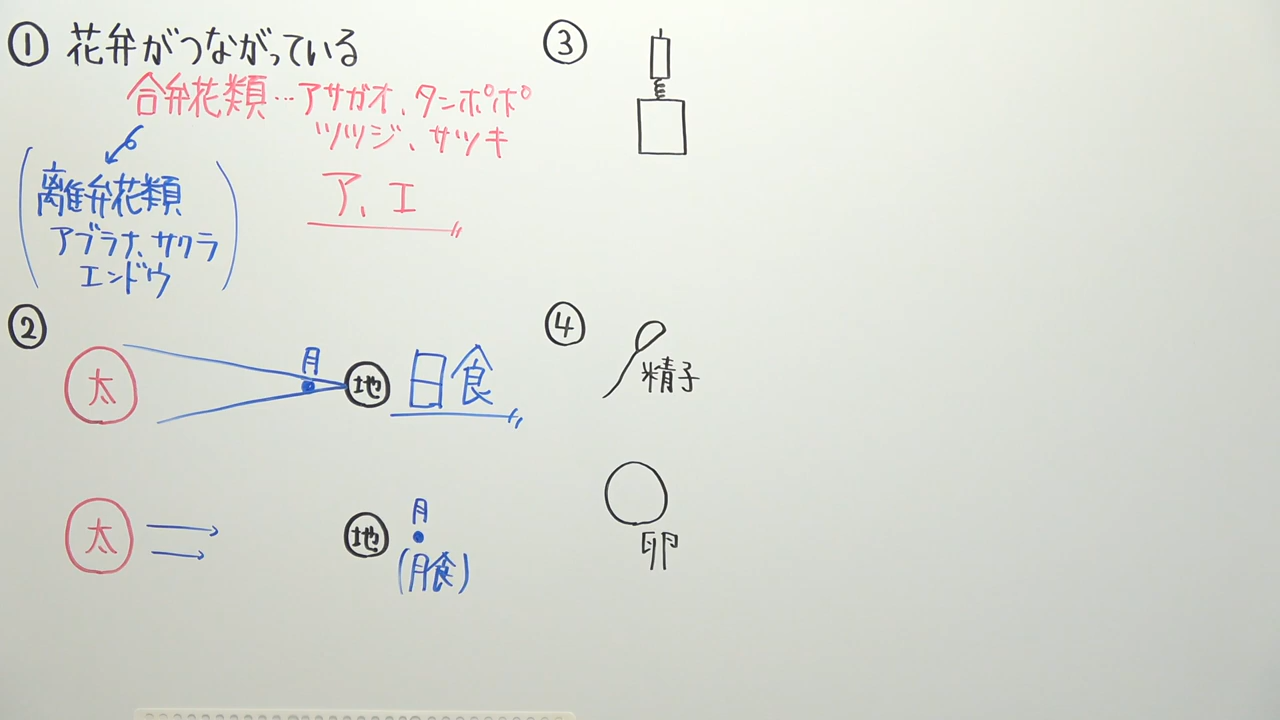 ① 花弁がつながっている
合弁花類…アサガオ、タンポポ
ツツジ、サツキ
離弁花類
アブラナ、サクラ
エンドウ
ア、エ
②
太
月
地
日食
太
地
月
(月食)
③
④
精子
卵